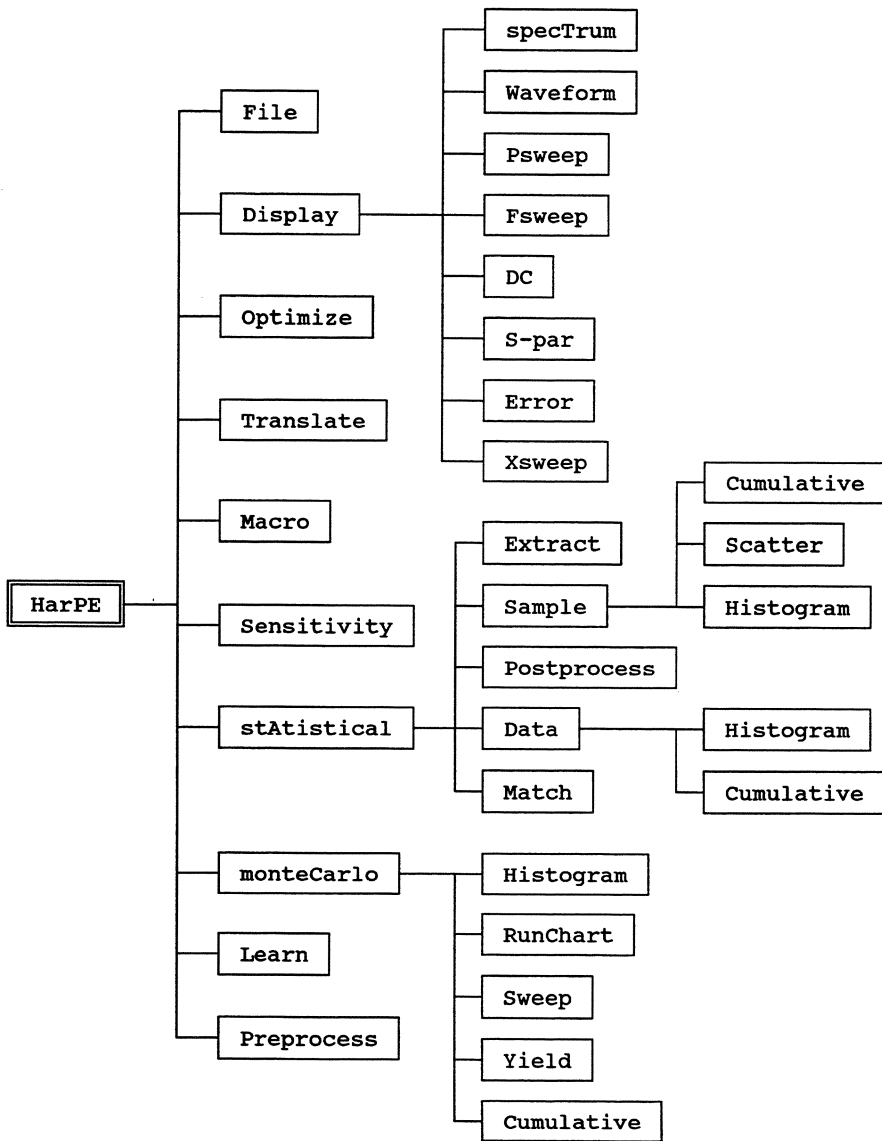 HarPE
File
Display
specTrum
Waveform
Psweep
Fsweep
DC
S-par
Error
Xsweep
Optimize
Translate
Macro
Sensitivity
stAtistical
Extract
Sample
Cumulative
Scatter
Histogram
Postprocess
Data
Histogram
Cumulative
Match
monteCarlo
Histogram
RunChart
Sweep
Yield
Cumulative
Learn
Preprocess